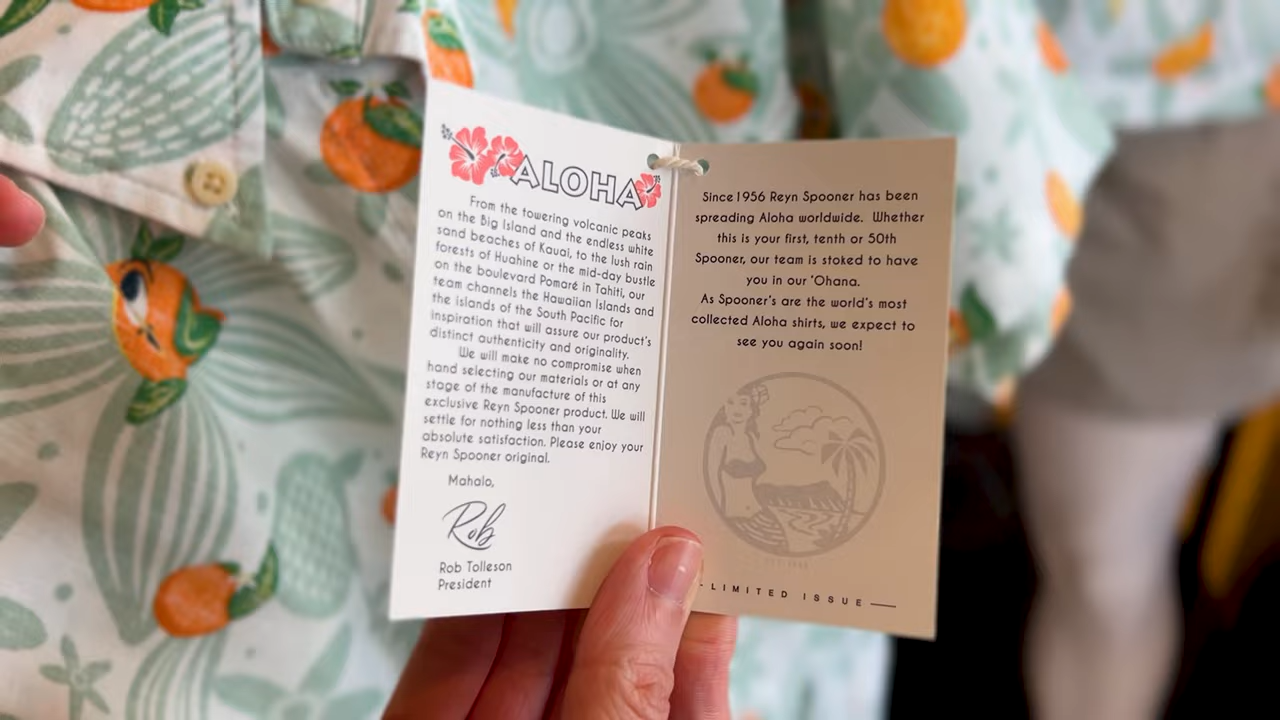 ALOHA
From the towering volcanic peaks
on the Big Island and the endless white
sand beaches of Kauai, to the lush rain
forests of Huahine or the mid-day bustle
on the boulevard Pomaré in Tahiti, our
team channels the Hawaiian Islands and
the islands of the South Pacific for
inspiration that will assure our product's
distinct authenticity and originality.
We will make no compromise when
hand selecting our materials or at any
stage of the manufacture of this
exclusive Reyn Spooner product. We will
settle for nothing less than your
absolute satisfaction. Please enjoy your
Reyn Spooner original.
Mahalo,
Rob
Rob Tolleson
President
Since 1956 Reyn Spooner has been
spreading Aloha worldwide. Whether
this is your first, tenth or 50th
Spooner, our team is stoked to have
you in our 'Ohana.
As Spooner's are the world's most
collected Aloha shirts, we expect to
see you again soon!
LIMITED ISSUE